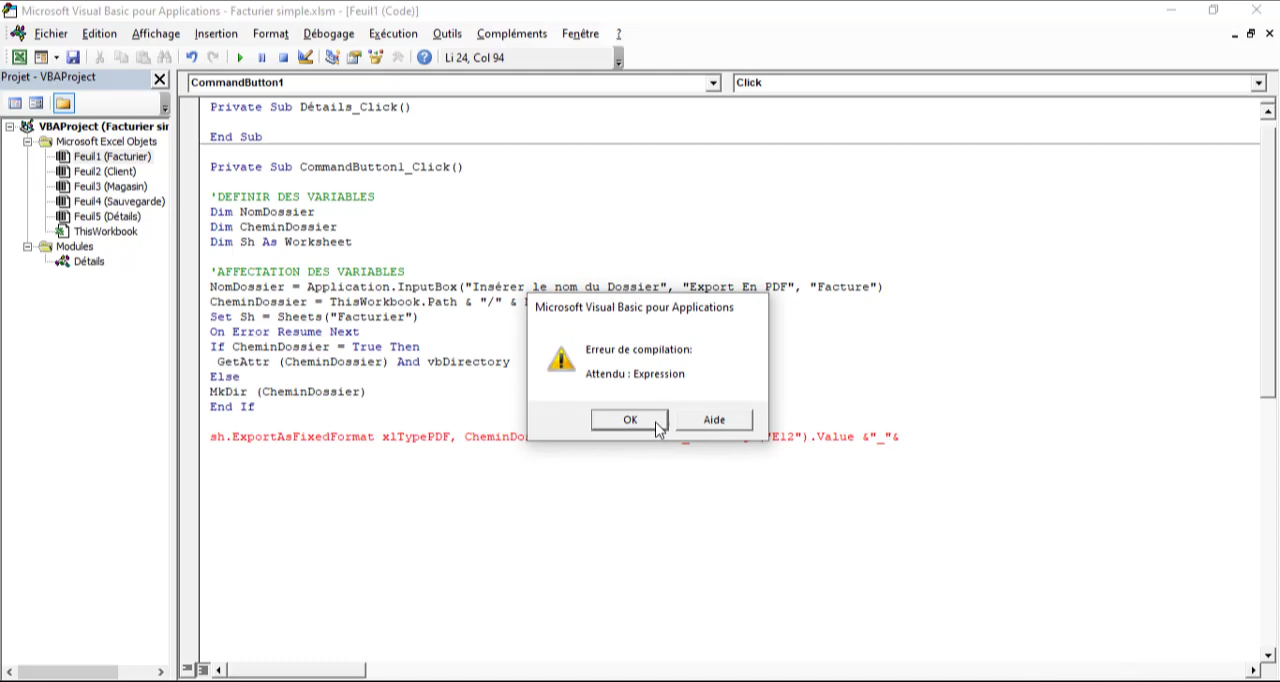 Microsoft Visual Basic pour Applications - Facturier simple.xlsm - [Feuil1 (Code)]
Fichier Edition Affichage Insertion Format Débogage Exécution Outils Compléments Fenêtre ?
Li 24, Col 94
Projet - VBAProject
CommandButton1
Click
VBAProject (Facturier sir
Microsoft Excel Objets
Feuil1 (Facturier)
Feuil2 (Client)
Feuil3 (Magasin)
Feuil4 (Sauvegarde)
Feuil5 (Détails)
ThisWorkbook
Modules
Détails
Private Sub Détails_Click()
End Sub
Private Sub CommandButton1_Click()
'DEFINIR DES VARIABLES
Dim NomDossier
Dim CheminDossier
Dim Sh As Worksheet
'AFFECTATION DES VARIABLES
NomDossier = Application.InputBox("Insérer le nom du Dossier", "Export En PDF", "Facture")
CheminDossier = ThisWorkbook.Path & "/" &
Set Sh = Sheets("Facturier")
On Error Resume Next
If CheminDossier = True Then
GetAttr (CheminDossier) And vbDirectory
Else
MkDir (CheminDossier)
End If
sh.ExportAsFixedFormat xlTypePDF, CheminDo
E12").Value &"_"&
Microsoft Visual Basic pour Applications
Erreur de compilation:
Attendu : Expression
OK
Aide